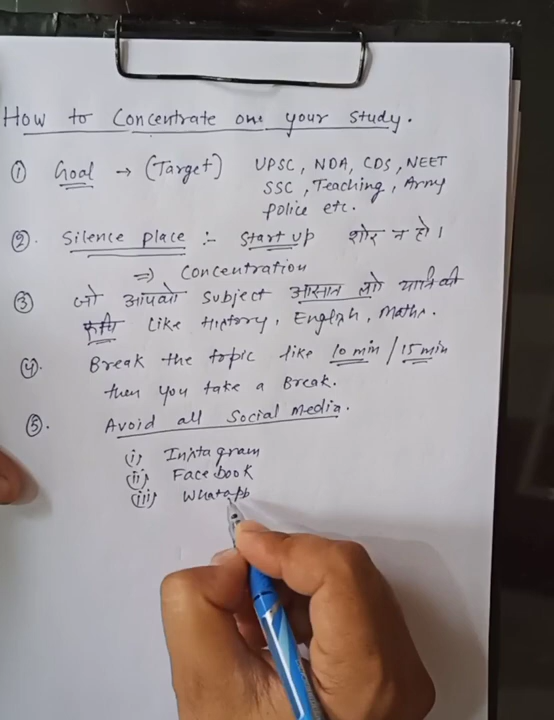 How to Concentrate one your study.
① Goal → (Target) UPSC, NDA, CDS, NEET
SSC, Teaching, Army
police etc.
②. Silence place :- Start up शोर न हो।
⇒ Concentration
③ जो आपको subject आसान लगे यानि की
रूचि like History, English, Maths.
④. Break the topic like 10 min / 15 min
then you take a Break.
⑤. Avoid all Social media.
(i) Instagram
(ii) Facebook
(iii) Whatapp